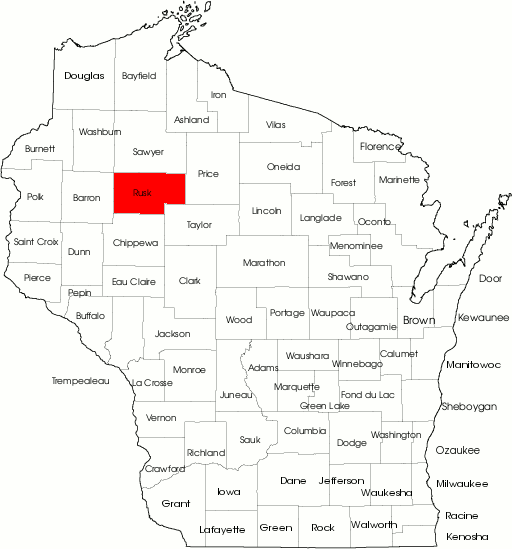 Douglas
Bayfield
Iron
Ashland
Vilas
Washburn
Burnett
Sawyer
Florence
Price
Oneida
Forest
Marinette
Polk
Barron
Rusk
Lincoln
Langlade
Oconto
Taylor
Saint Croix
Dunn
Chippewa
Menominee
Marathon
Shawano
Pierce
Eau Claire
Clark
Door
Pepin
Buffalo
Wood
Portage
Waupaca
Outagamie
Brown
Kewaunee
Jackson
Waushara
Winnebago
Calumet
Manitowoc
Adams
Monroe
Trempealeau
La Crosse
Juneau
Marquette
Green Lake
Fond du Lac
Sheboygan
Vernon
Columbia
Dodge
Washington
Sauk
Richland
Ozaukee
Crawford
Dane
Jefferson
Waukesha
Milwaukee
Iowa
Grant
Racine
Lafayette
Green
Rock
Walworth
Kenosha